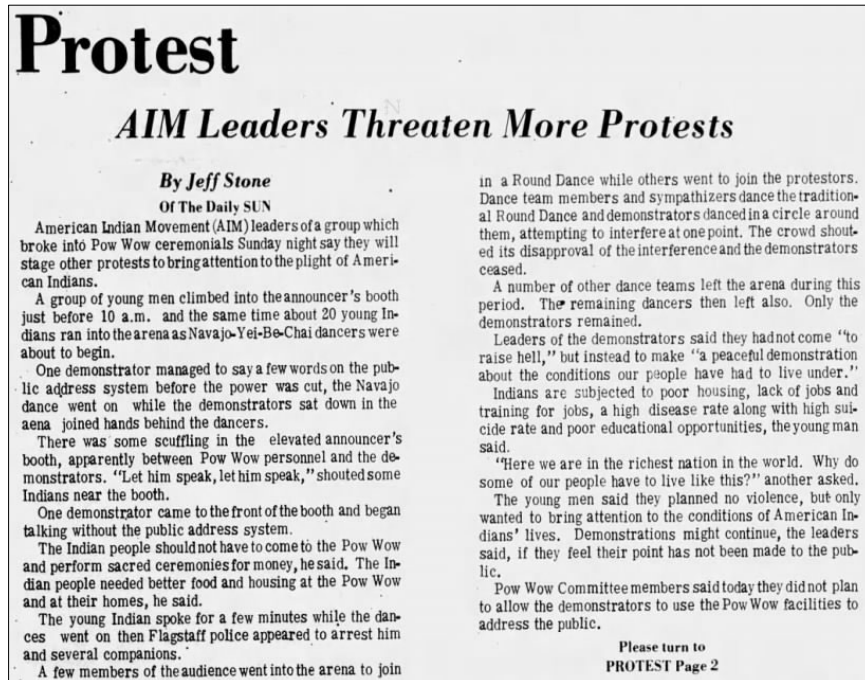 Protest
AIM Leaders Threaten More Protests
By Jeff Stone
Of The Daily SUN
American Indian Movement (AIM) leaders of a group which
broke into Pow Wow ceremonials Sunday night say they will
stage other protests to bring attention to the plight of Ameri-
can Indians.
A group of young men climbed into the announcer's booth
just before 10 a.m. and the same time about 20 young In-
dians ran into the arena as Navajo-Yei-Be-Chai dancers were
about to begin.
One demonstrator managed to say a few words on the pub-
lic address system before the power was cut, the Navajo
dance went on while the demonstrators sat down in the
aena joined hands behind the dancers.
There was some scuffling in the elevated announcer's
booth, apparently between Pow Wow personnel and the de-
monstrators. "Let him speak, let him speak," shouted some
Indians near the booth.
One demonstrator came to the front of the booth and began
talking without the public address system.
The Indian people should not have to come to the Pow Wow
and perform sacred ceremonies for money, he said. The In-
dian people needed better food and housing at the Pow Wow
and at their homes, he said.
The young Indian spoke for a few minutes while the dan-
ces went on then Flagstaff police appeared to arrest him
and several companions.
A few members of the audience went into the arena to join
in a Round Dance while others went to join the protestors.
Dance team members and sympathizers dance the tradition-
al Round Dance and demonstrators danced in a circle around
them, attempting to interfere at one point. The crowd shout-
ed its disapproval of the interference and the demonstrators
ceased.
A number of other dance teams left the arena during this
period. The remaining dancers then left also. Only the
demonstrators remained.
Leaders of the demonstrators said they had not come "to
raise hell," but instead to make "a peaceful demonstration
about the conditions our people have had to live under."
Indians are subjected to poor housing, lack of jobs and
training for jobs, a high disease rate along with high sui-
cide rate and poor educational opportunities, the young man
said.
"Here we are in the richest nation in the world. Why do
some of our people have to live like this?" another asked.
The young men said they planned no violence, but only
wanted to bring attention to the conditions of American In-
dians' lives. Demonstrations might continue, the leaders
said, if they feel their point has not been made to the pub-
lic.
Pow Wow Committee members said today they did not plan
to allow the demonstrators to use the Pow Wow facilities to
address the public.
Please turn to
PROTEST Page 2